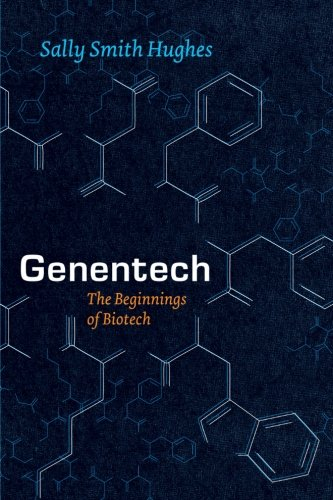 Sally Smith Hughes
Genentech
The Beginnings
of Biotech